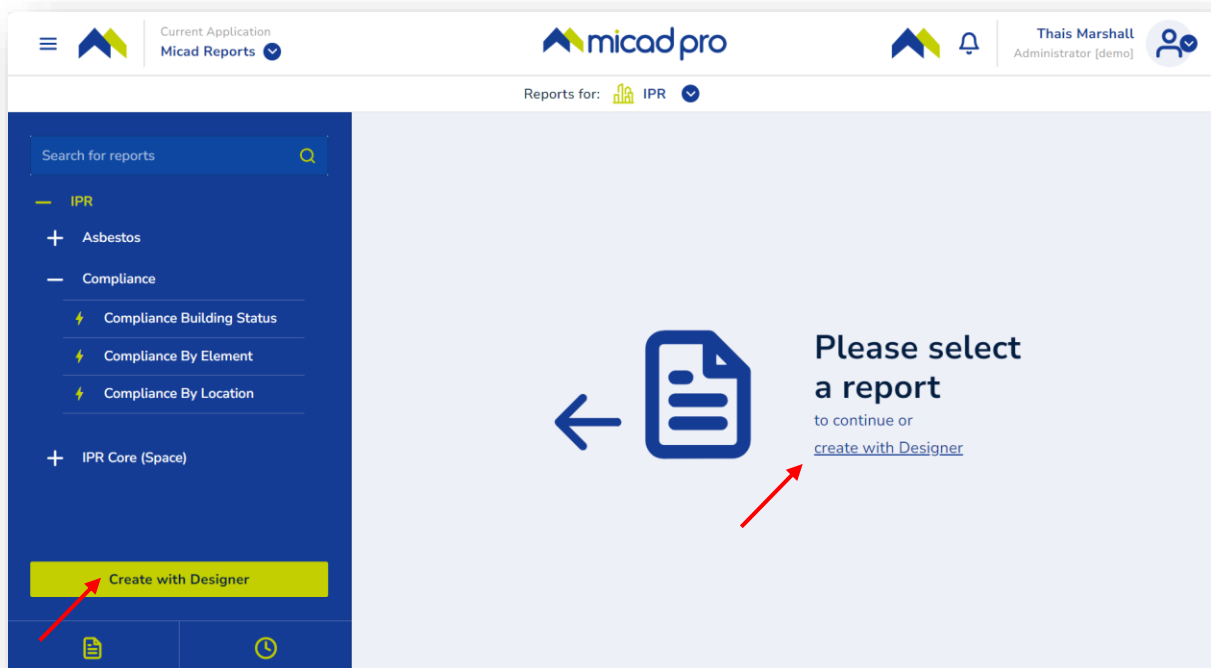 Current Application
Micad Reports
micad pro
Thais Marshall
Administrator [demo]
Reports for: IPR
Search for reports
IPR
Asbestos
Compliance
Compliance Building Status
Compliance By Element
Compliance By Location
IPR Core (Space)
Create with Designer
Please select
a report
to continue or
create with Designer